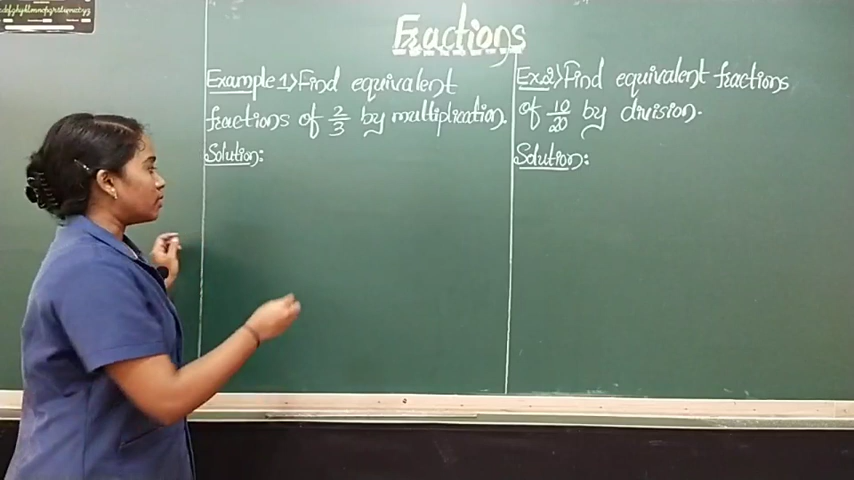 Fractions
Example 1> Find equivalent
fractions of 2/3 by multiplication.
Solution:
Ex.2> Find equivalent fractions
of 10/20 by division.
Solution: